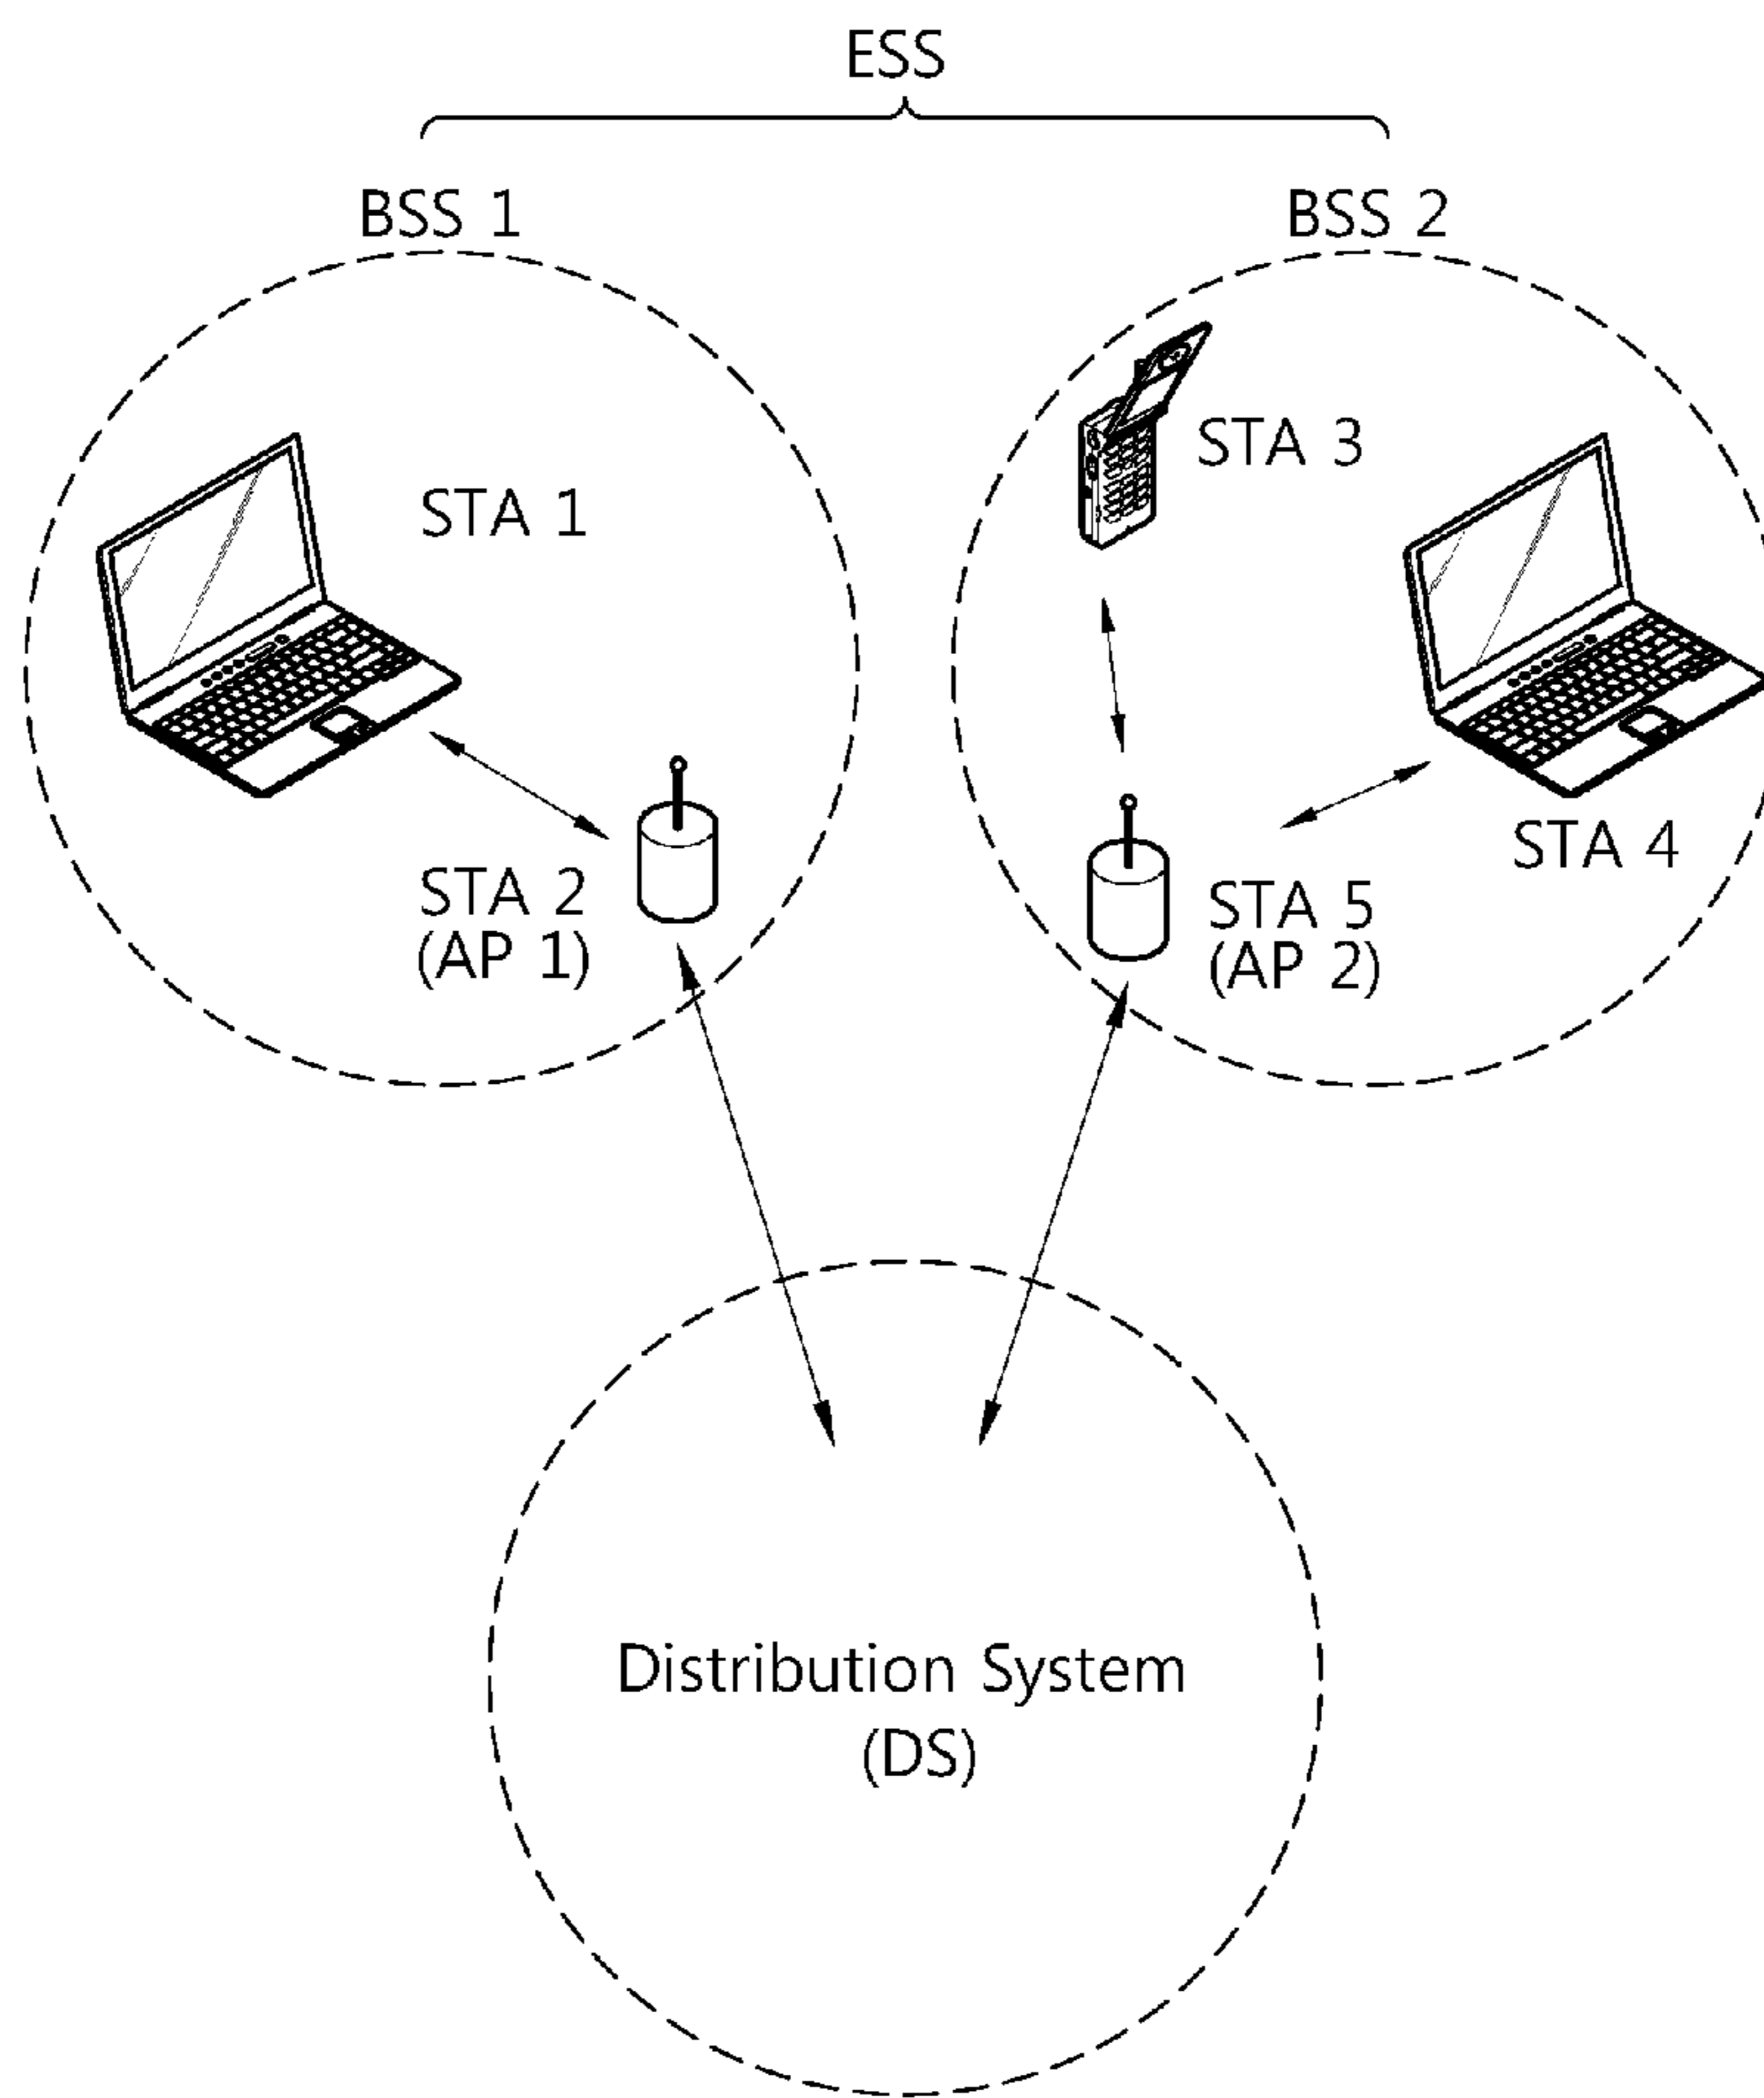 ESS
BSS 1
BSS 2
STA 3
STA 1
STA 4
STA 2
(AP 1)
STA 5
(AP 2)
Distribution System
(DS)